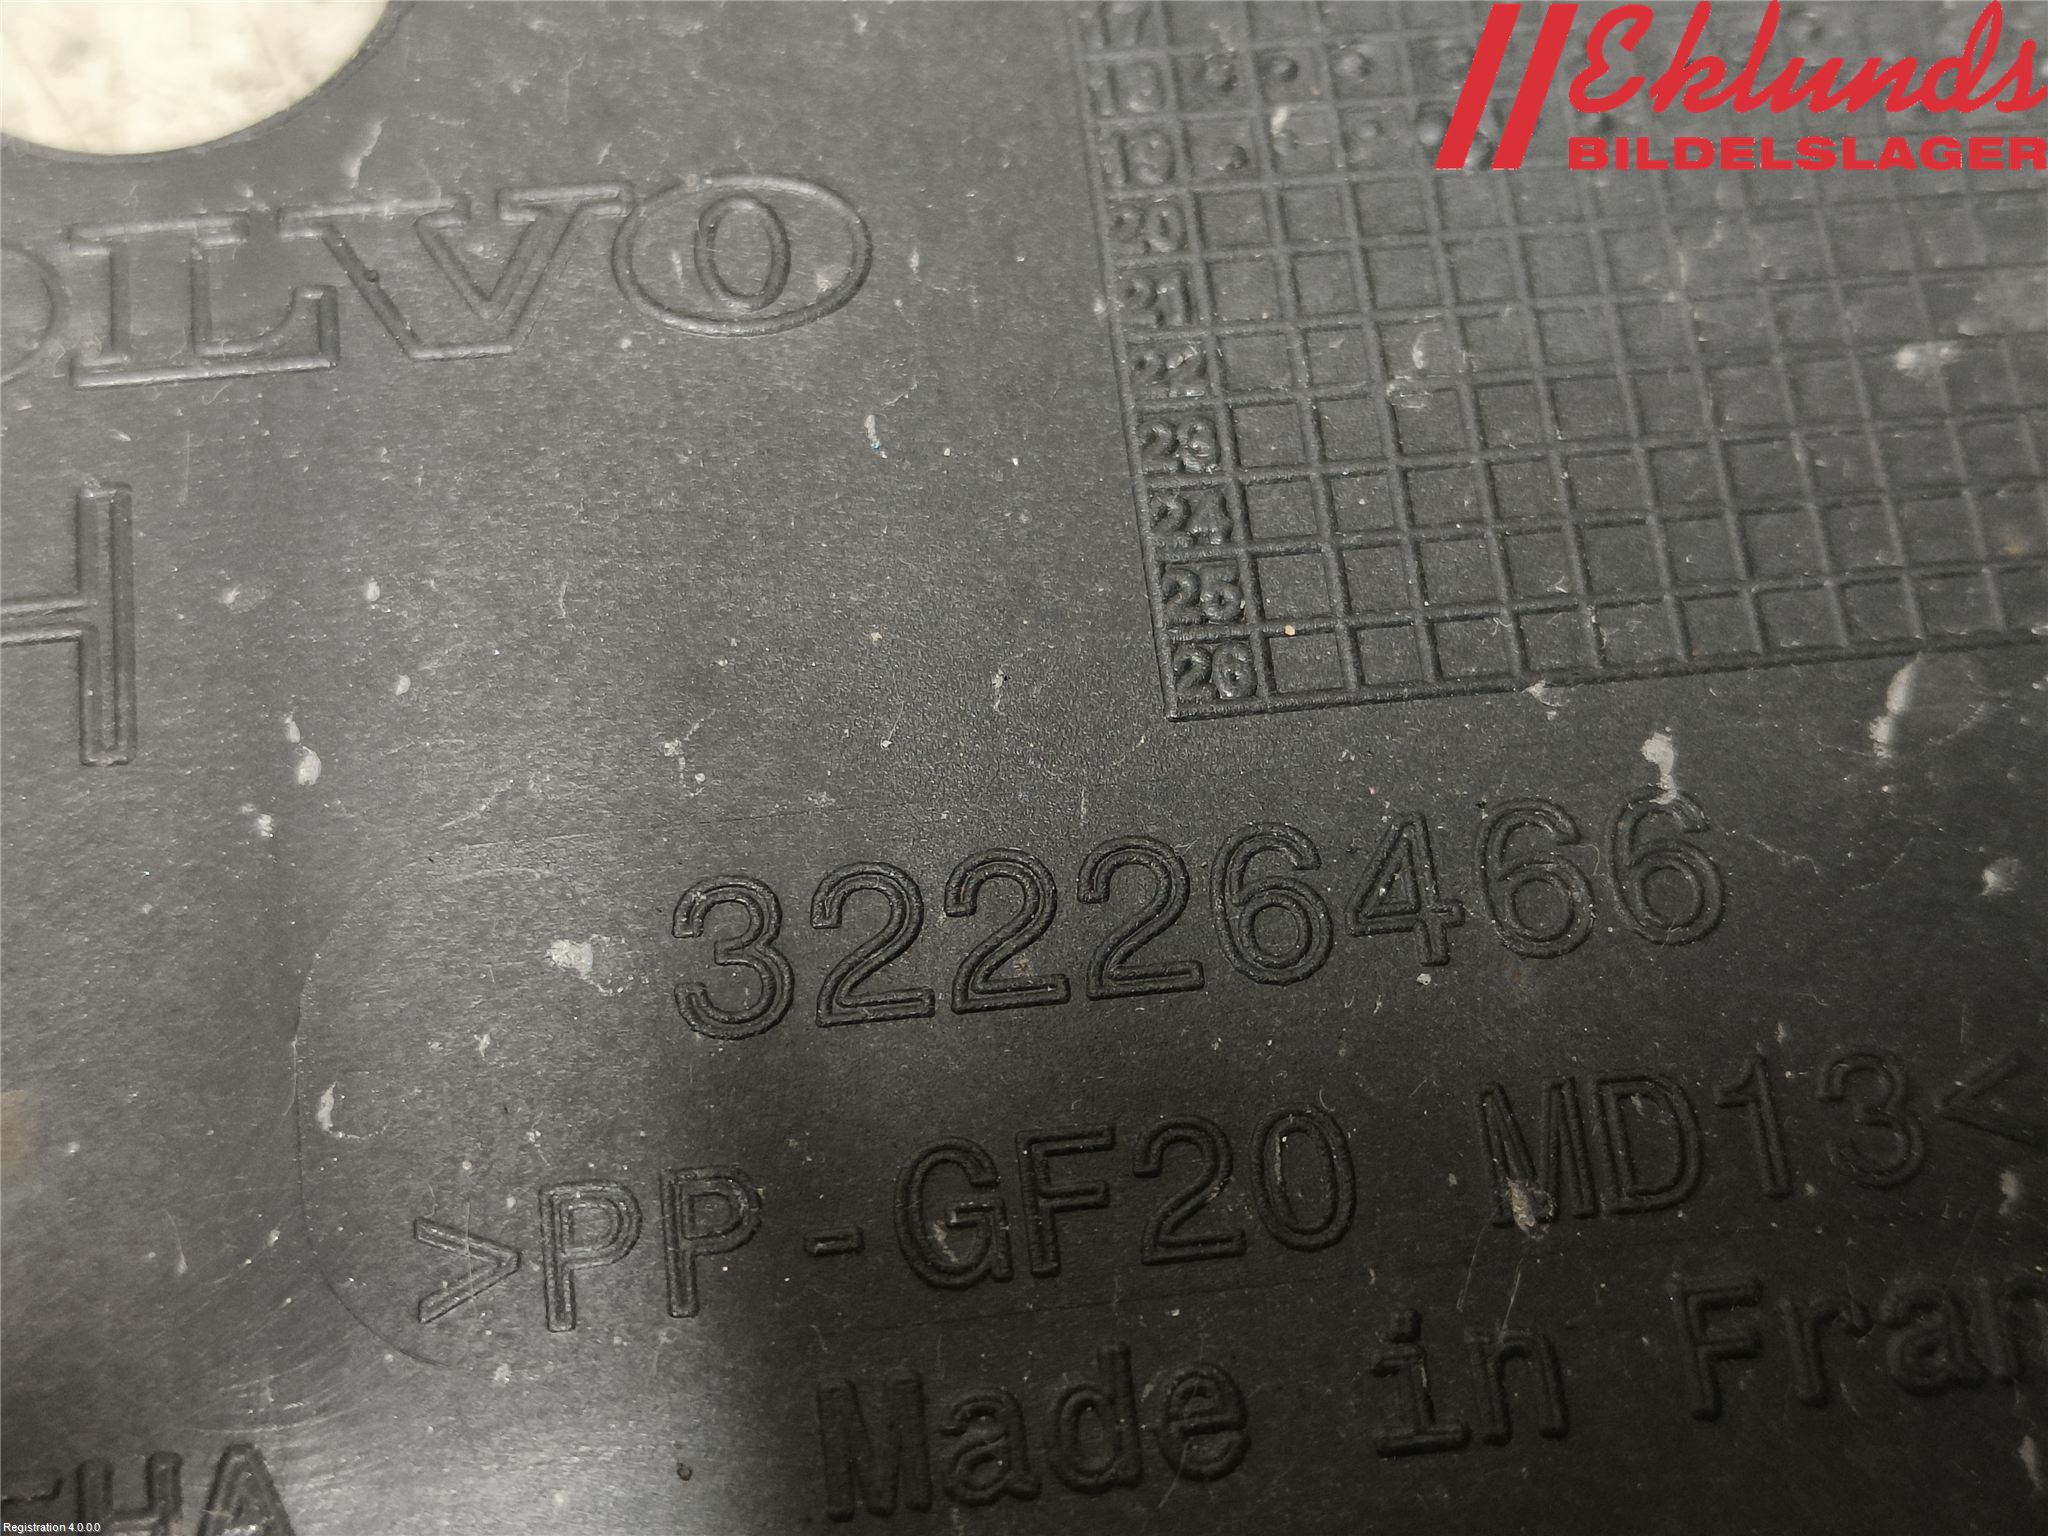 Eklunds
BILDELSLAGER
17
18
19
20
21
22
23
24
25
26
OLVO
H
32226466
>PP-GF20 MD13<
Made in Fran
HA
Registration 4.0.0.0